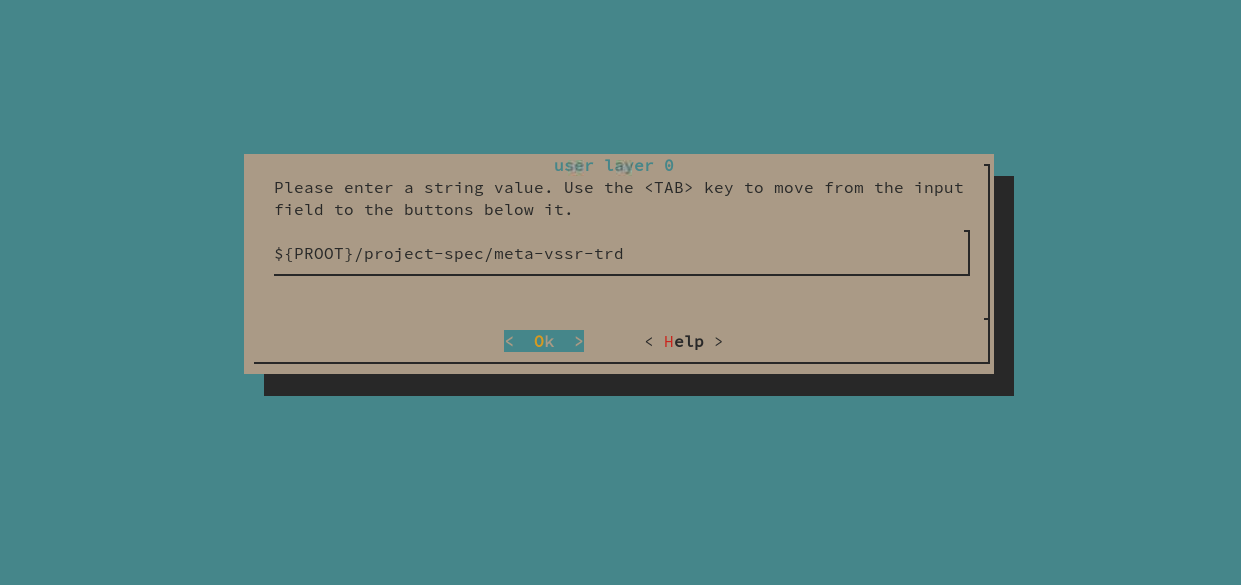 user layer 0
Please enter a string value. Use the <TAB> key to move from the input
field to the buttons below it.
${PROOT}/project-spec/meta-vssr-trd
<  Ok  > < Help >